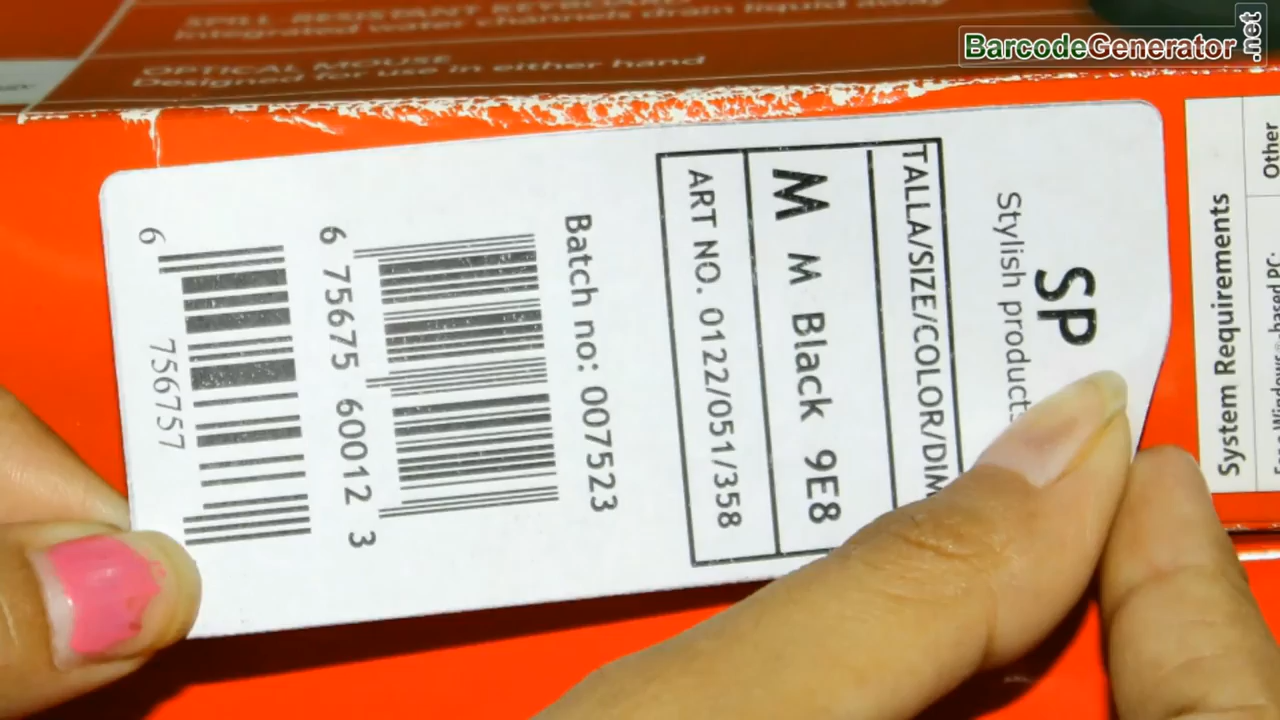 SPILL RESISTANT KEYBOARD
Integrated water channels drain liquid away
OPTICAL MOUSE
Designed for use in either hand
BarcodeGenerator.net
SP
Stylish products
TALLA/SIZE/COLOR/DIM
M M Black 9E8
ART NO. 0122/051/358
Batch no: 007523
6 75675 60012 3
6 756757
System Requirements
Other